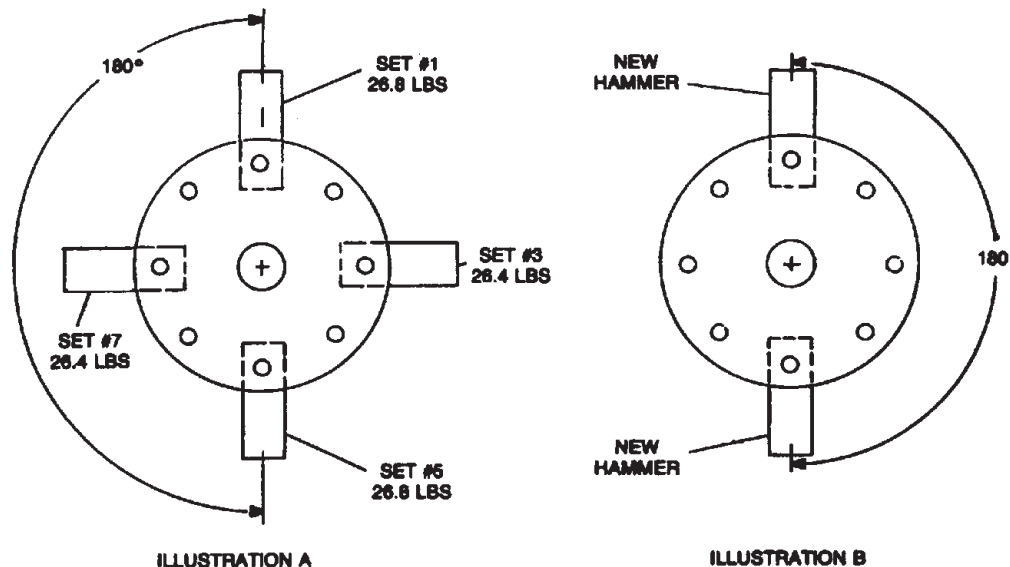 180°
SET #1
26.8 LBS
SET #3
26.4 LBS
SET #7
26.4 LBS
SET #5
26.8 LBS
ILLUSTRATION A
NEW
HAMMER
180
NEW
HAMMER
ILLUSTRATION B